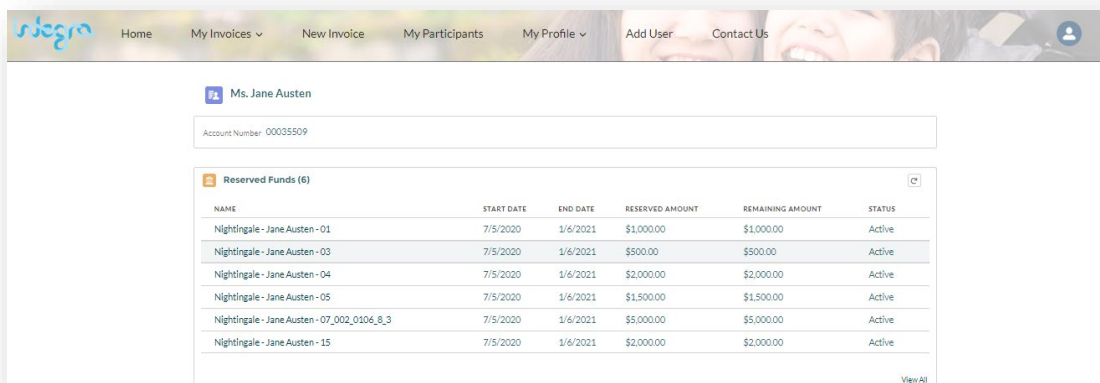 integra
Home My Invoices New Invoice My Participants My Profile Add User Contact Us
Ms. Jane Austen
Account Number 00035509
Reserved Funds (6)
NAME START DATE END DATE RESERVED AMOUNT REMAINING AMOUNT STATUS
Nightingale - Jane Austen - 01 7/5/2020 1/6/2021 $1,000.00 $1,000.00 Active
Nightingale - Jane Austen - 03 7/5/2020 1/6/2021 $500.00 $500.00 Active
Nightingale - Jane Austen - 04 7/5/2020 1/6/2021 $2,000.00 $2,000.00 Active
Nightingale - Jane Austen - 05 7/5/2020 1/6/2021 $1,500.00 $1,500.00 Active
Nightingale - Jane Austen - 07_002_0106_8_3 7/5/2020 1/6/2021 $5,000.00 $5,000.00 Active
Nightingale - Jane Austen - 15 7/5/2020 1/6/2021 $2,000.00 $2,000.00 Active
View All